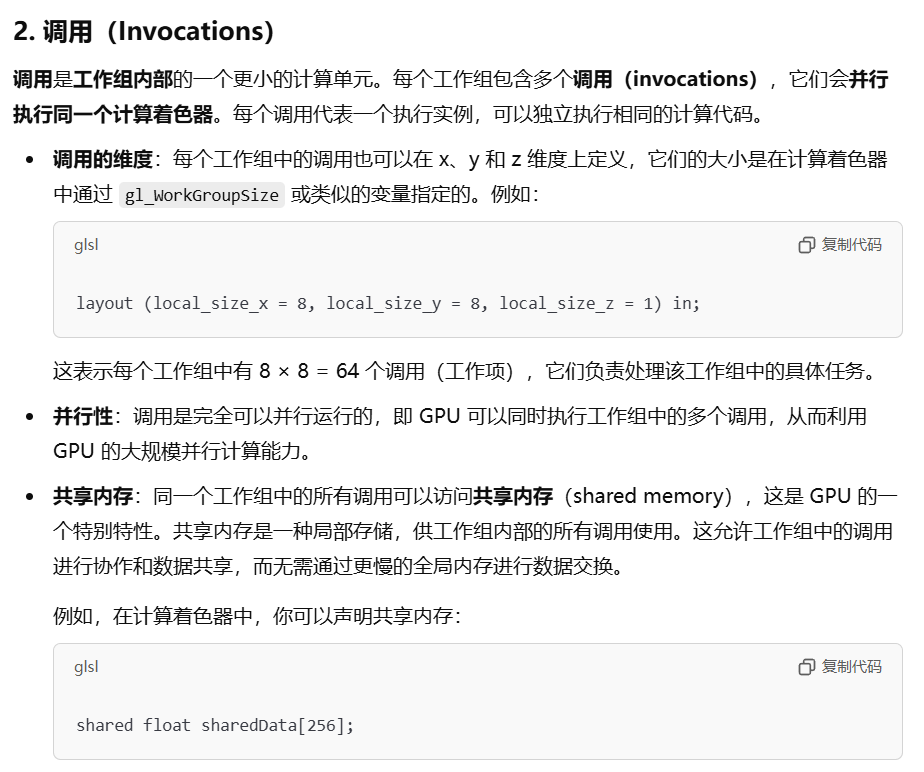 2. 调用（Invocations）
调用是工作组内部的一个更小的计算单元。每个工作组包含多个调用（invocations），它们会并行
执行同一个计算着色器。每个调用代表一个执行实例，可以独立执行相同的计算代码。
• 调用的维度：每个工作组中的调用也可以在 x、y 和 z 维度上定义，它们的大小是在计算着色器
中通过 gl_WorkGroupSize 或类似的变量指定的。例如：
glsl 复制代码
layout (local_size_x = 8, local_size_y = 8, local_size_z = 1) in;
这表示每个工作组中有 8 × 8 = 64 个调用（工作项），它们负责处理该工作组中的具体任务。
• 并行性：调用是完全可以并行运行的，即 GPU 可以同时执行工作组中的多个调用，从而利用
GPU 的大规模并行计算能力。
• 共享内存：同一个工作组中的所有调用可以访问共享内存（shared memory），这是 GPU 的一
个特别特性。共享内存是一种局部存储，供工作组内部的所有调用使用。这允许工作组中的调用
进行协作和数据共享，而无需通过更慢的全局内存进行数据交换。
例如，在计算着色器中，你可以声明共享内存：
glsl 复制代码
shared float sharedData[256];